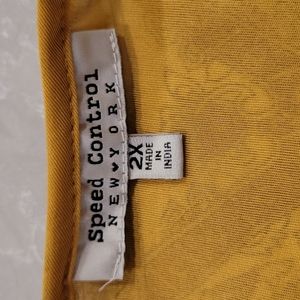 Speed Control
NEW♥YORK
2X
MADE
IN
INDIA